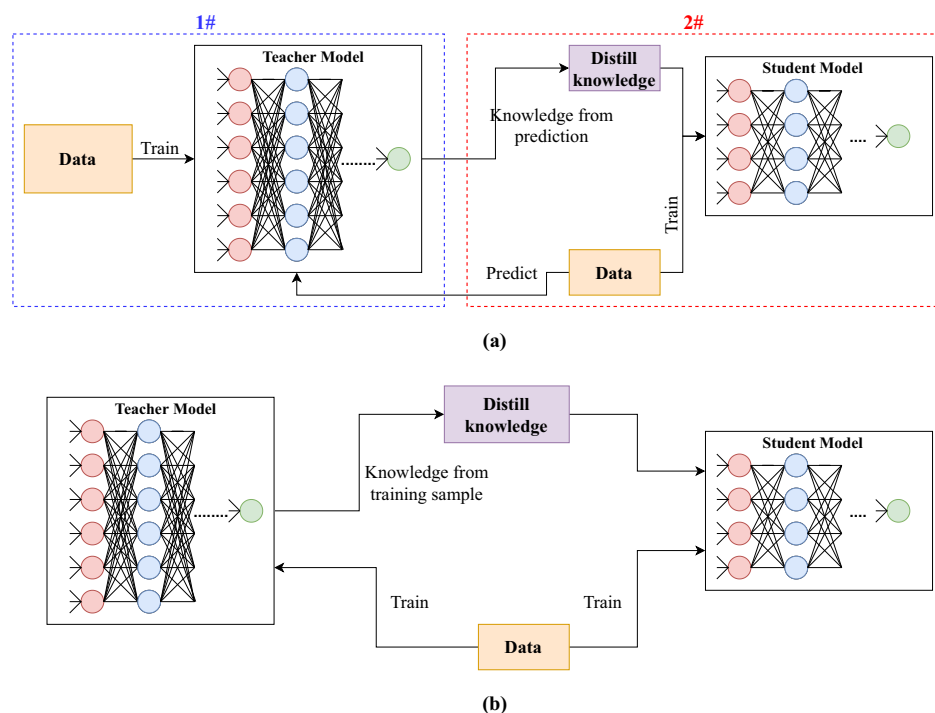 1#
2#
Teacher Model
Distill
knowledge
Student Model
Data
Train
Knowledge from
prediction
........
....
Train
Predict
Data
(a)
Teacher Model
Distill
knowledge
Student Model
Knowledge from
training sample
........
....
Train
Train
Data
(b)